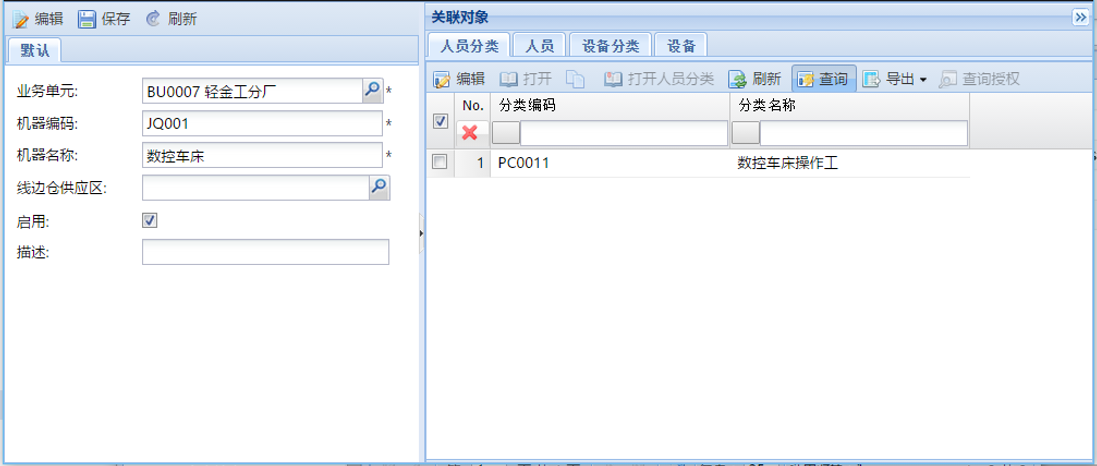 编辑 保存 刷新
默认
业务单元: BU0007 轻金工分厂 *
机器编码: JQ001 *
机器名称: 数控车床 *
线边仓供应区:
启用:
描述:
关联对象
人员分类 人员 设备分类 设备
编辑 打开 打开人员分类 刷新 查询 导出 查询授权
No. 分类编码 分类名称
1 PC0011 数控车床操作工